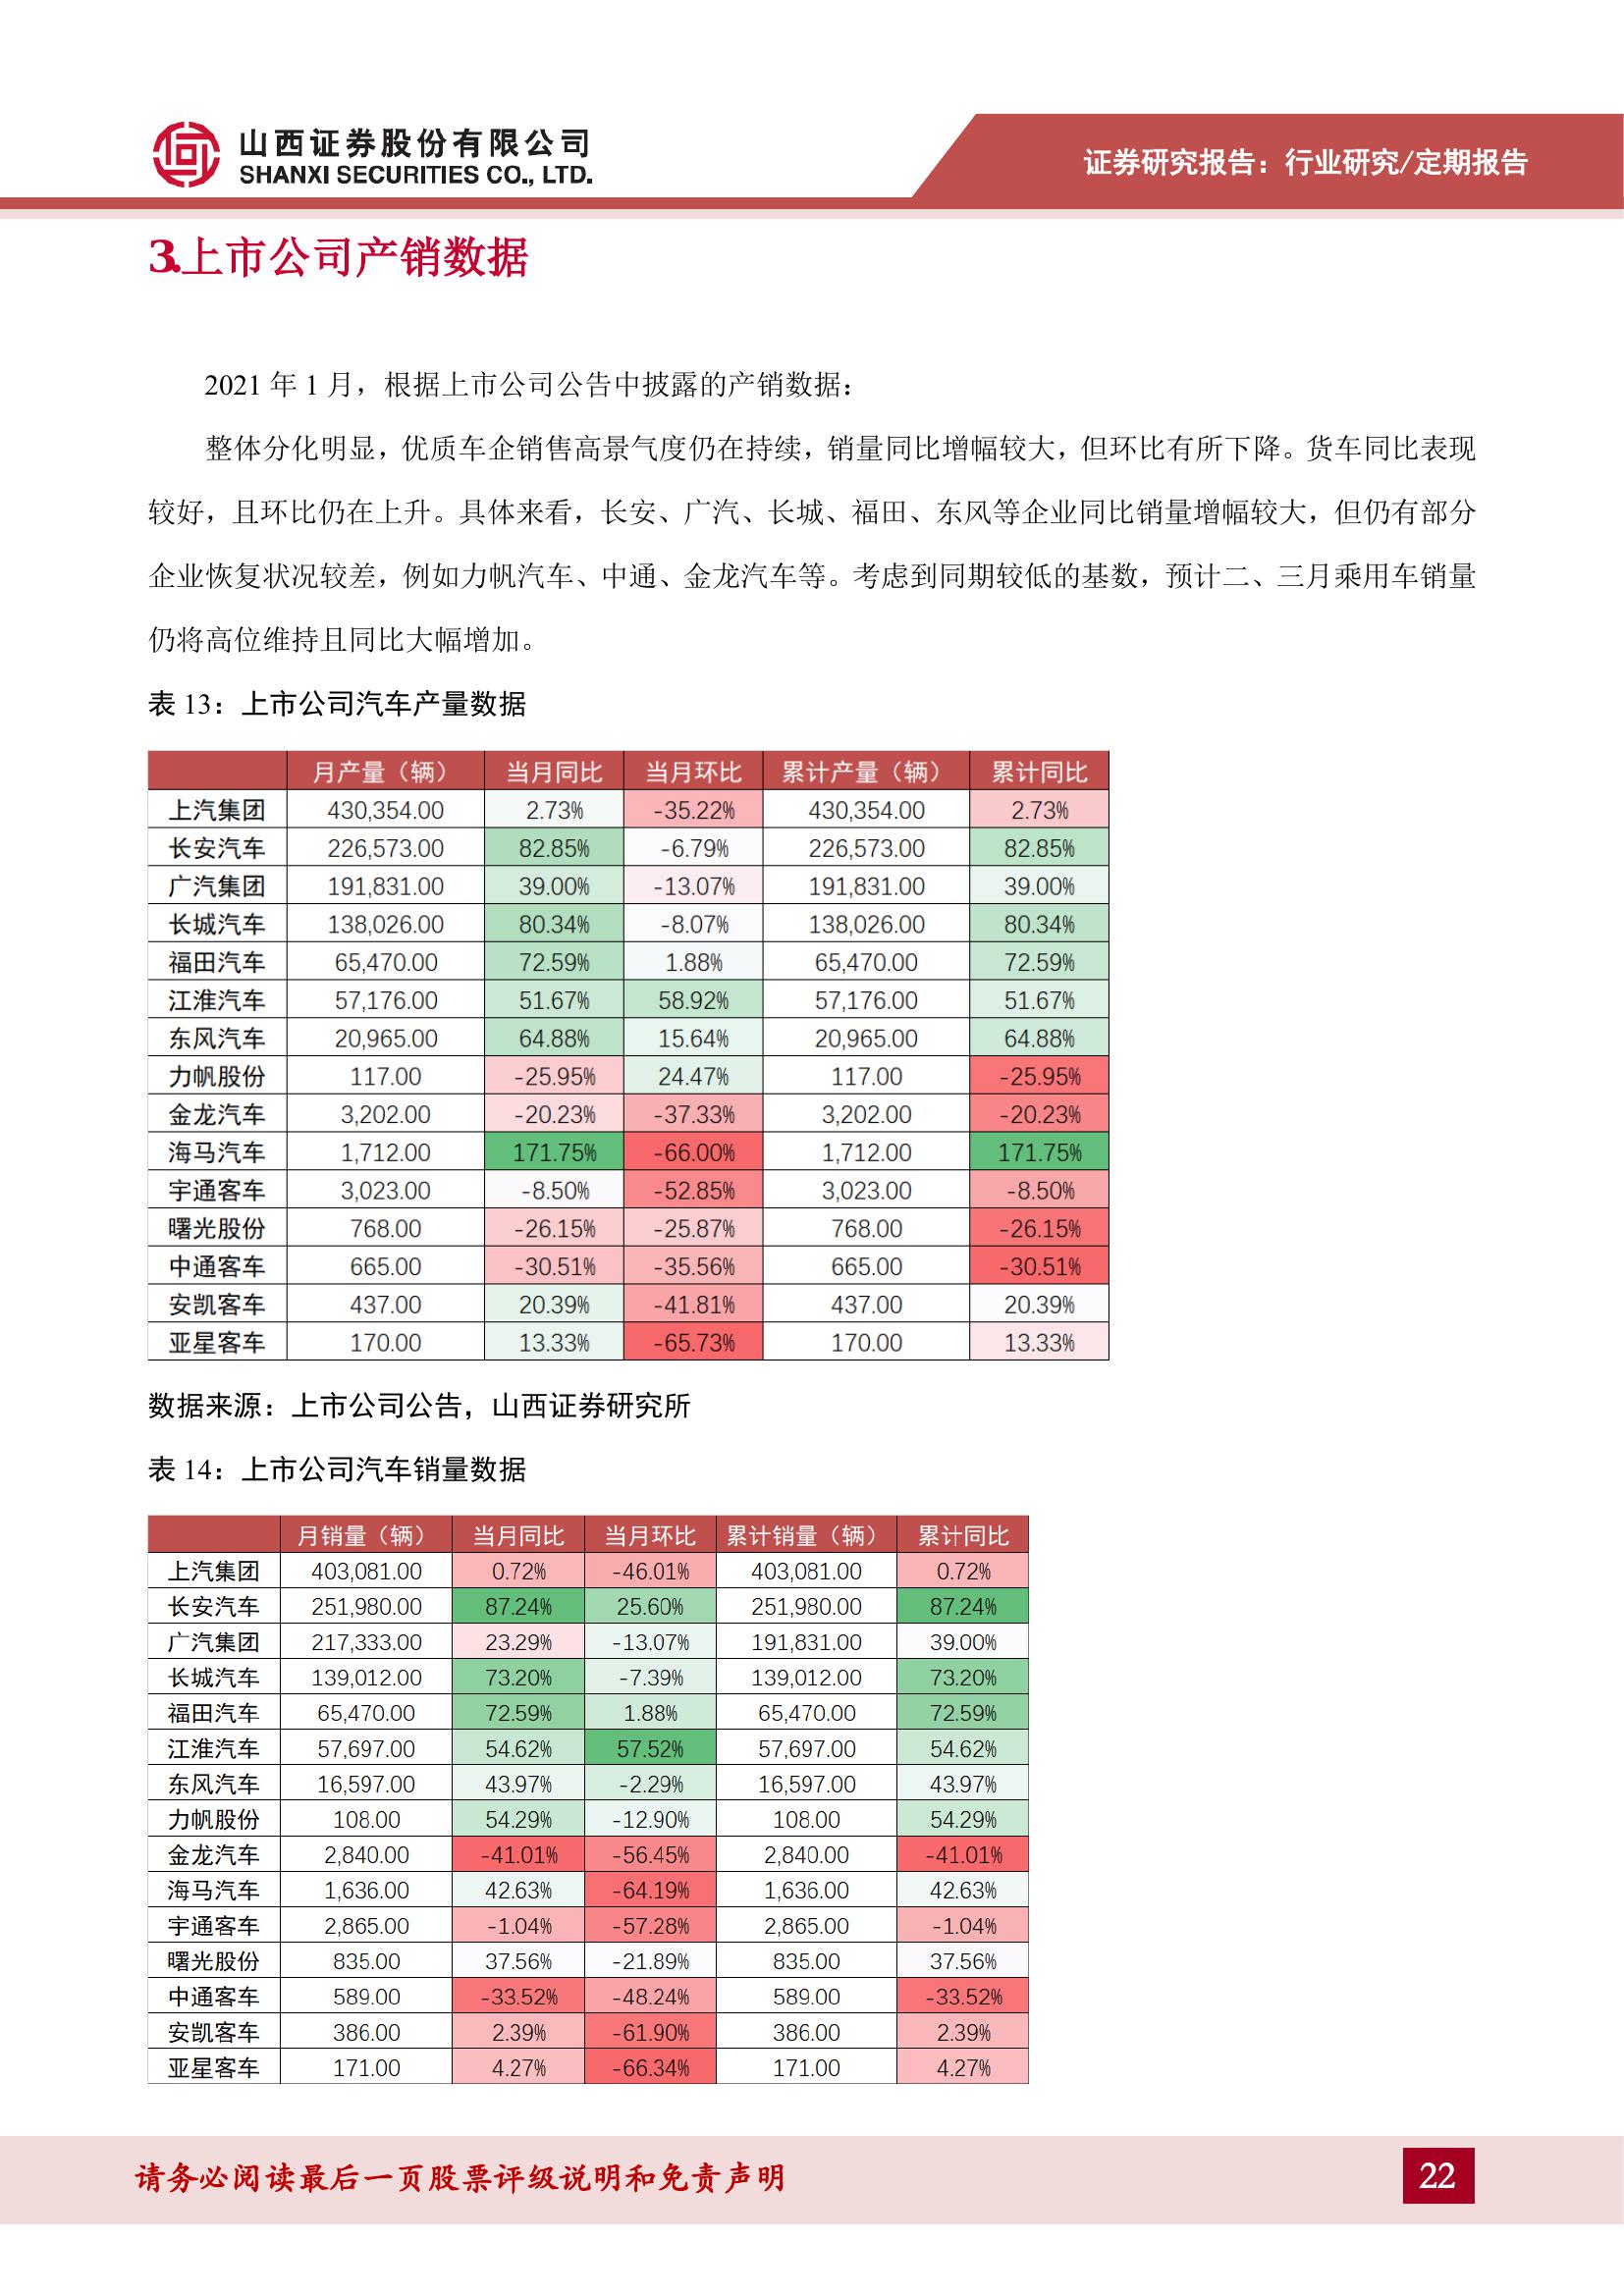 山西证券股份有限公司
SHANXI SECURITIES CO., LTD.
证券研究报告：行业研究/定期报告
3.上市公司产销数据
2021 年 1 月，根据上市公司公告中披露的产销数据：
整体分化明显，优质车企销售高景气度仍在持续，销量同比增幅较大，但环比有所下降。货车同比表现
较好，且环比仍在上升。具体来看，长安、广汽、长城、福田、东风等企业同比销量增幅较大，但仍有部分
企业恢复状况较差，例如力帆汽车、中通、金龙汽车等。考虑到同期较低的基数，预计二、三月乘用车销量
仍将高位维持且同比大幅增加。
表 13：上市公司汽车产量数据
月产量（辆） 当月同比 当月环比 累计产量（辆） 累计同比
上汽集团 430,354.00 2.73% -35.22% 430,354.00 2.73%
长安汽车 226,573.00 82.85% -6.79% 226,573.00 82.85%
广汽集团 191,831.00 39.00% -13.07% 191,831.00 39.00%
长城汽车 138,026.00 80.34% -8.07% 138,026.00 80.34%
福田汽车 65,470.00 72.59% 1.88% 65,470.00 72.59%
江淮汽车 57,176.00 51.67% 58.92% 57,176.00 51.67%
东风汽车 20,965.00 64.88% 15.64% 20,965.00 64.88%
力帆股份 117.00 -25.95% 24.47% 117.00 -25.95%
金龙汽车 3,202.00 -20.23% -37.33% 3,202.00 -20.23%
海马汽车 1,712.00 171.75% -66.00% 1,712.00 171.75%
宇通客车 3,023.00 -8.50% -52.85% 3,023.00 -8.50%
曙光股份 768.00 -26.15% -25.87% 768.00 -26.15%
中通客车 665.00 -30.51% -35.56% 665.00 -30.51%
安凯客车 437.00 20.39% -41.81% 437.00 20.39%
亚星客车 170.00 13.33% -65.73% 170.00 13.33%
数据来源：上市公司公告，山西证券研究所
表 14：上市公司汽车销量数据
月销量（辆） 当月同比 当月环比 累计销量（辆） 累计同比
上汽集团 403,081.00 0.72% -46.01% 403,081.00 0.72%
长安汽车 251,980.00 87.24% 25.60% 251,980.00 87.24%
广汽集团 217,333.00 23.29% -13.07% 191,831.00 39.00%
长城汽车 139,012.00 73.20% -7.39% 139,012.00 73.20%
福田汽车 65,470.00 72.59% 1.88% 65,470.00 72.59%
江淮汽车 57,697.00 54.62% 57.52% 57,697.00 54.62%
东风汽车 16,597.00 43.97% -2.29% 16,597.00 43.97%
力帆股份 108.00 54.29% -12.90% 108.00 54.29%
金龙汽车 2,840.00 -41.01% -56.45% 2,840.00 -41.01%
海马汽车 1,636.00 42.63% -64.19% 1,636.00 42.63%
宇通客车 2,865.00 -1.04% -57.28% 2,865.00 -1.04%
曙光股份 835.00 37.56% -21.89% 835.00 37.56%
中通客车 589.00 -33.52% -48.24% 589.00 -33.52%
安凯客车 386.00 2.39% -61.90% 386.00 2.39%
亚星客车 171.00 4.27% -66.34% 171.00 4.27%
请务必阅读最后一页股票评级说明和免责声明
22